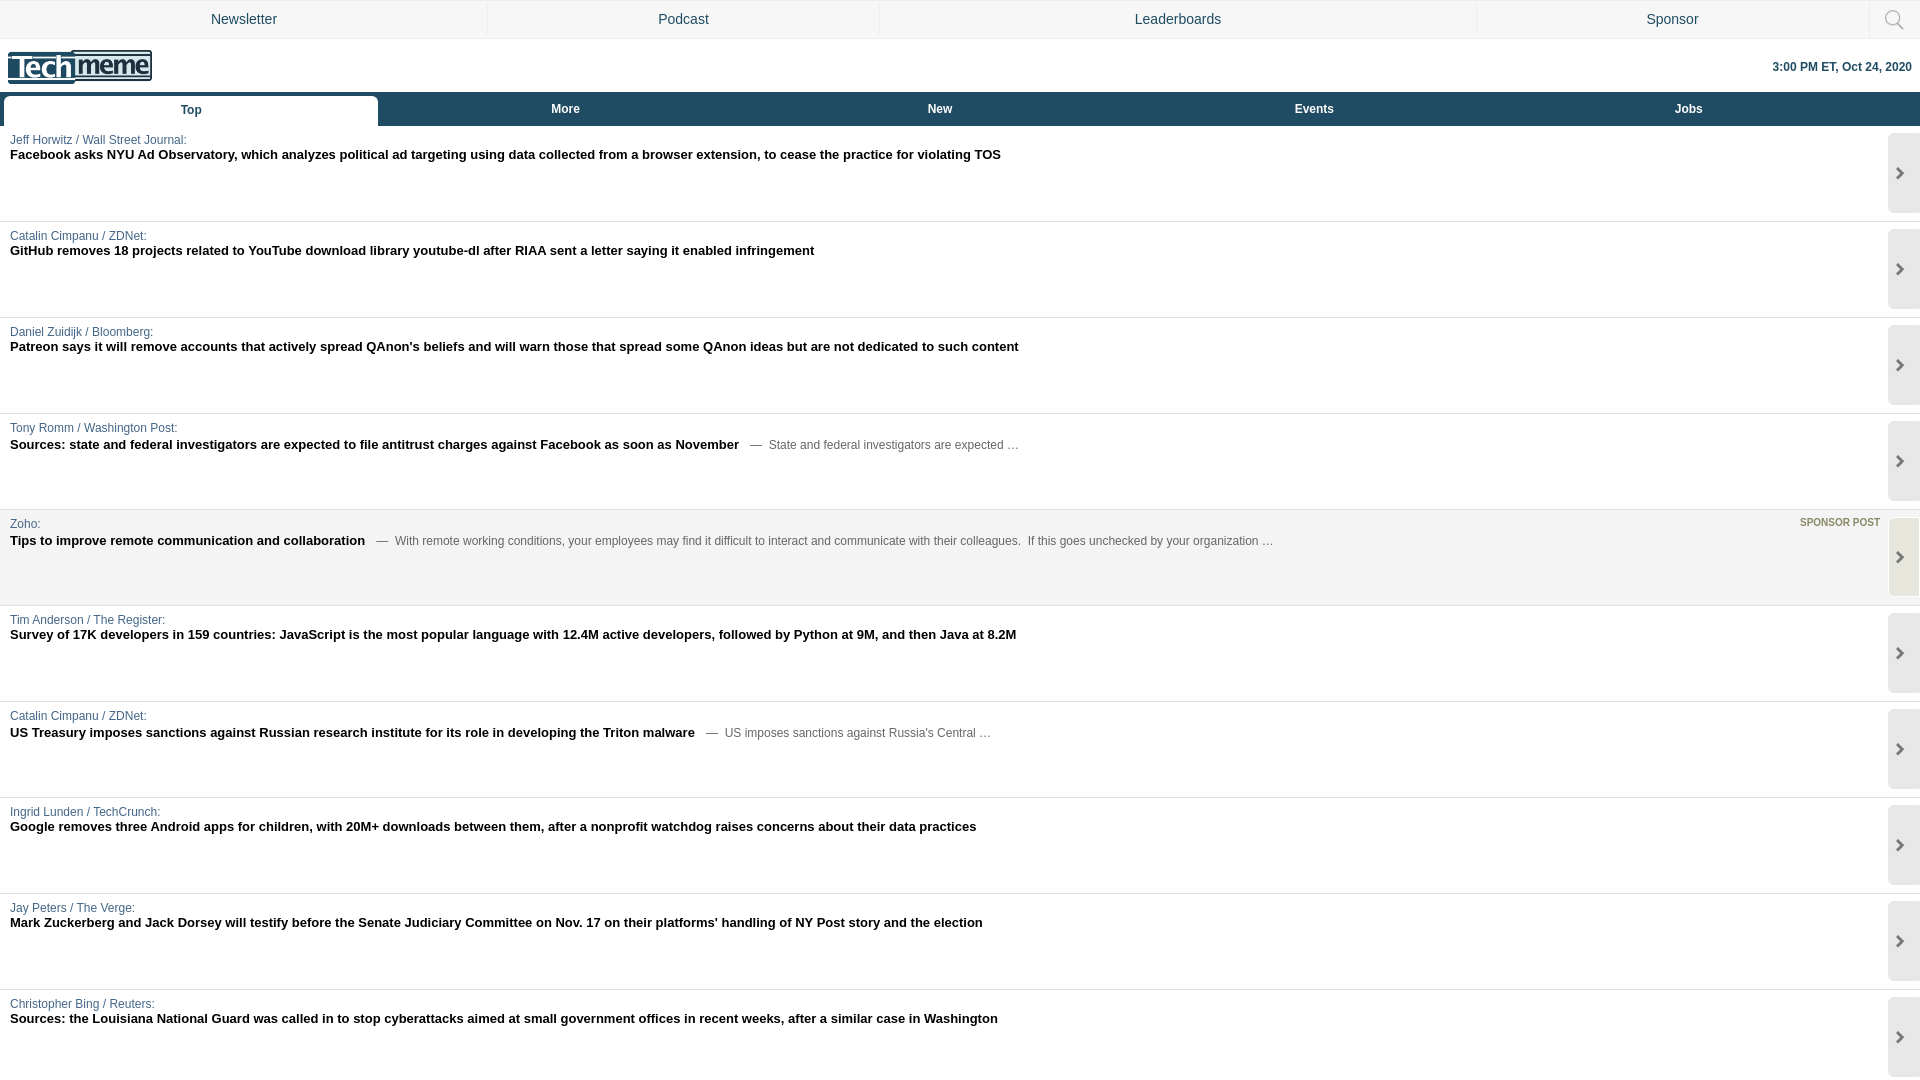 Newsletter
Podcast
Leaderboards
Sponsor
Techmeme
3:00 PM ET, Oct 24, 2020
Top
More
New
Events
Jobs
Jeff Horwitz / Wall Street Journal:
Facebook asks NYU Ad Observatory, which analyzes political ad targeting using data collected from a browser extension, to cease the practice for violating TOS
Catalin Cimpanu / ZDNet:
GitHub removes 18 projects related to YouTube download library youtube-dl after RIAA sent a letter saying it enabled infringement
Daniel Zuidijk / Bloomberg:
Patreon says it will remove accounts that actively spread QAnon's beliefs and will warn those that spread some QAnon ideas but are not dedicated to such content
Tony Romm / Washington Post:
Sources: state and federal investigators are expected to file antitrust charges against Facebook as soon as November — State and federal investigators are expected …
Zoho:
SPONSOR POST
Tips to improve remote communication and collaboration — With remote working conditions, your employees may find it difficult to interact and communicate with their colleagues. If this goes unchecked by your organization …
Tim Anderson / The Register:
Survey of 17K developers in 159 countries: JavaScript is the most popular language with 12.4M active developers, followed by Python at 9M, and then Java at 8.2M
Catalin Cimpanu / ZDNet:
US Treasury imposes sanctions against Russian research institute for its role in developing the Triton malware — US imposes sanctions against Russia's Central …
Ingrid Lunden / TechCrunch:
Google removes three Android apps for children, with 20M+ downloads between them, after a nonprofit watchdog raises concerns about their data practices
Jay Peters / The Verge:
Mark Zuckerberg and Jack Dorsey will testify before the Senate Judiciary Committee on Nov. 17 on their platforms' handling of NY Post story and the election
Christopher Bing / Reuters:
Sources: the Louisiana National Guard was called in to stop cyberattacks aimed at small government offices in recent weeks, after a similar case in Washington